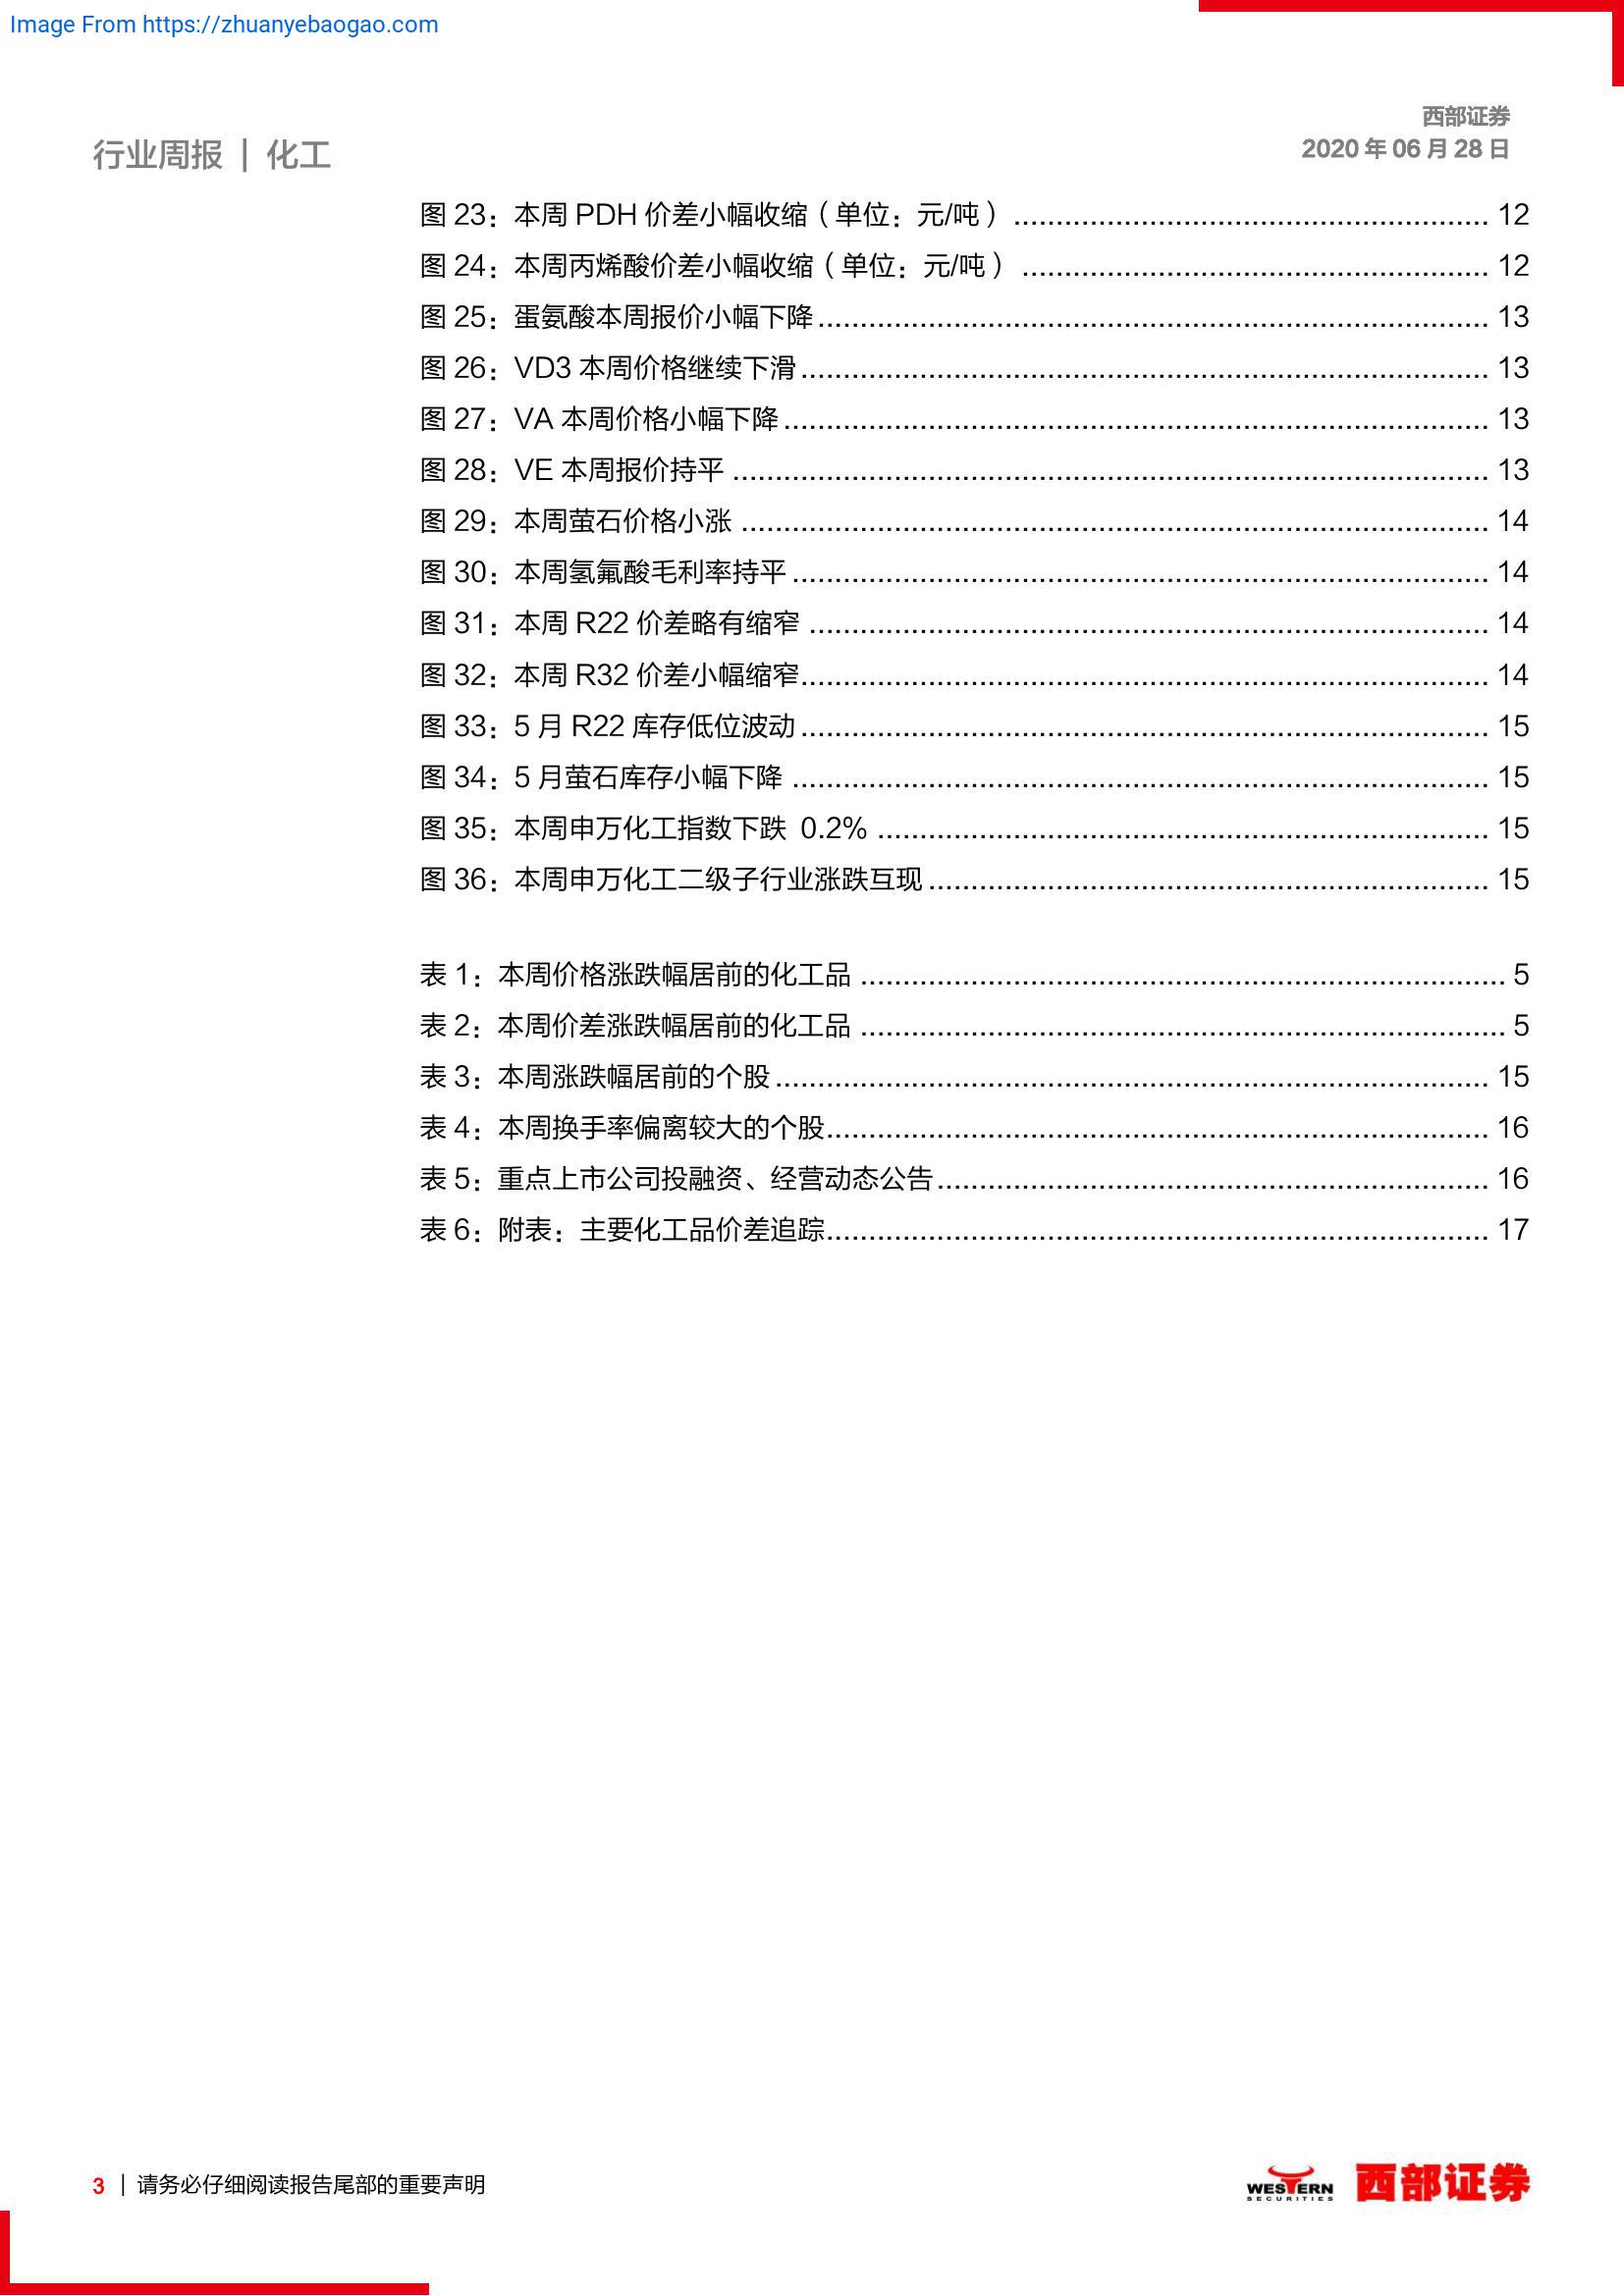 Image From https://zhuanyebaogao.com
行业周报 | 化工
西部证券
2020 年 06 月 28 日
图 23：本周 PDH 价差小幅收缩（单位：元/吨） ........................................................ 12
图 24：本周丙烯酸价差小幅收缩（单位：元/吨） ....................................................... 12
图 25：蛋氨酸本周报价小幅下降............................................................................... 13
图 26：VD3 本周价格继续下滑................................................................................. 13
图 27：VA 本周价格小幅下降................................................................................... 13
图 28：VE 本周报价持平 ......................................................................................... 13
图 29：本周萤石价格小涨 ........................................................................................ 14
图 30：本周氢氟酸毛利率持平.................................................................................. 14
图 31：本周 R22 价差略有缩窄 ................................................................................ 14
图 32：本周 R32 价差小幅缩窄................................................................................. 14
图 33：5 月 R22 库存低位波动................................................................................. 15
图 34：5 月萤石库存小幅下降 .................................................................................. 15
图 35：本周申万化工指数下跌 0.2% ........................................................................ 15
图 36：本周申万化工二级子行业涨跌互现.................................................................. 15
表 1：本周价格涨跌幅居前的化工品 ............................................................................ 5
表 2：本周价差涨跌幅居前的化工品 ............................................................................ 5
表 3：本周涨跌幅居前的个股.................................................................................... 15
表 4：本周换手率偏离较大的个股.............................................................................. 16
表 5：重点上市公司投融资、经营动态公告................................................................. 16
表 6：附表：主要化工品价差追踪.............................................................................. 17
3 | 请务必仔细阅读报告尾部的重要声明
WESTERN
SECURITIES
西部证券